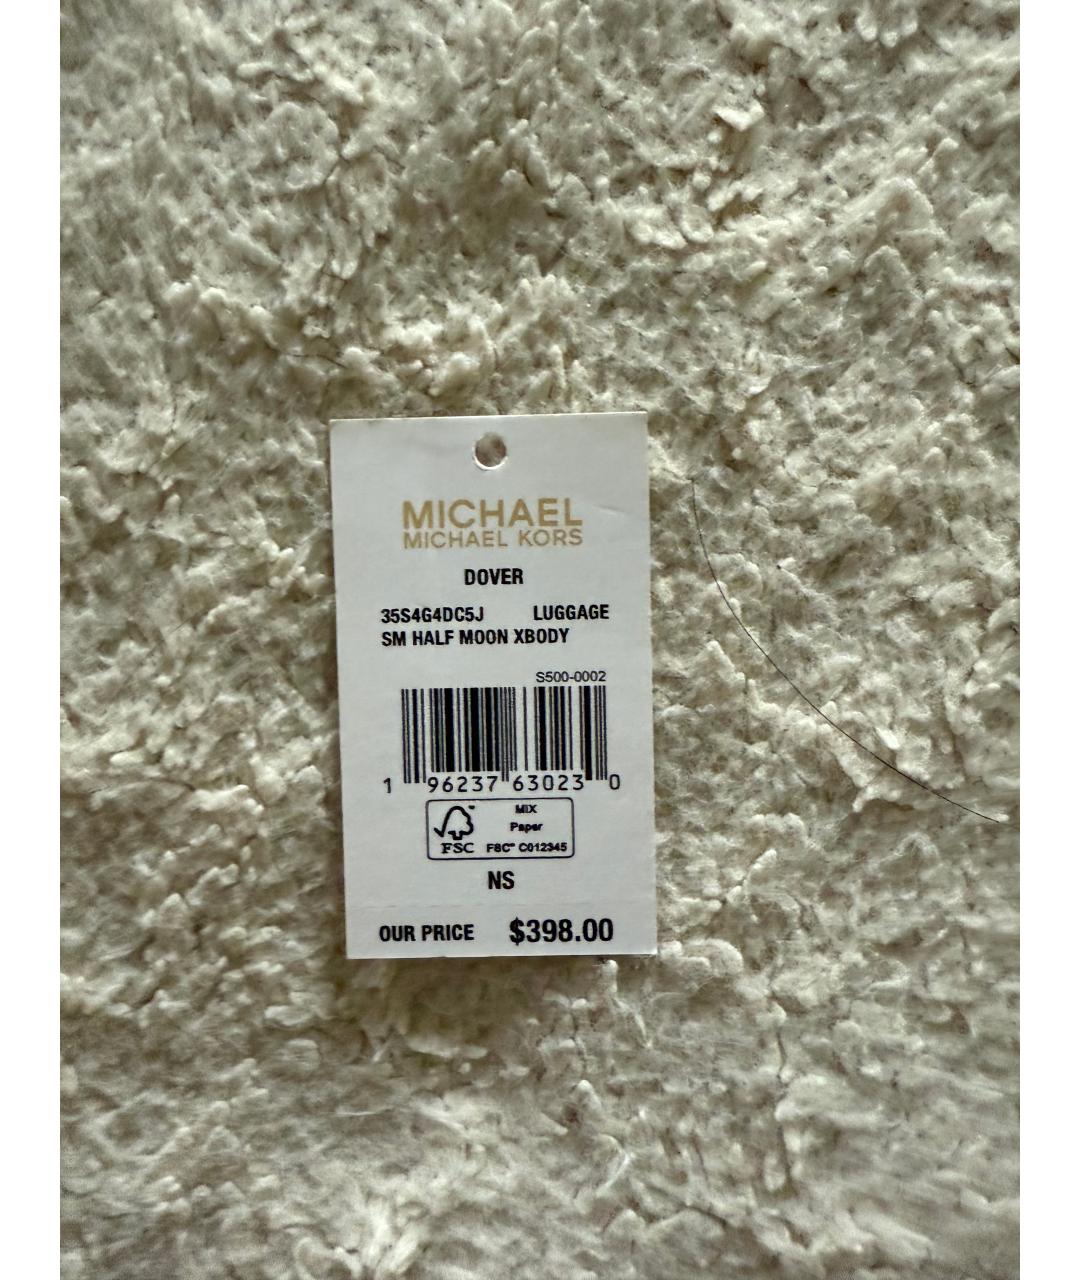 MICHAEL
MICHAEL KORS
DOVER
35S4G4DC5J LUGGAGE
SM HALF MOON XBODY
S500-0002
1 96237 63023 0
MIX
Paper
FSC FSC™ C012345
NS
OUR PRICE $398.00